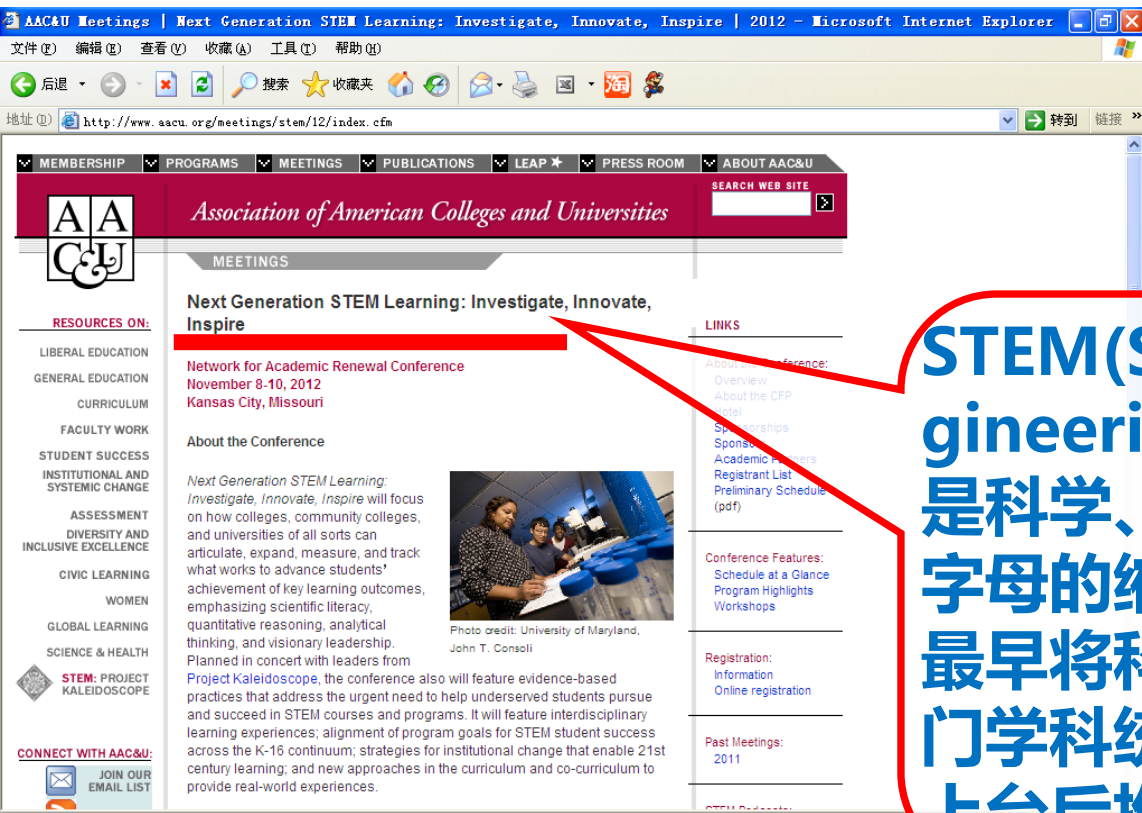 AAC&U Meetings | Next Generation STEM Learning: Investigate, Innovate, Inspire | 2012 - Microsoft Internet Explorer
文件(F) 编辑(E) 查看(V) 收藏(A) 工具(T) 帮助(H)
后退 搜索 收藏夹 淘
地址(D) http://www.aacu.org/meetings/stem/12/index.cfm 转到 链接 »
MEMBERSHIP PROGRAMS MEETINGS PUBLICATIONS LEAP PRESS ROOM ABOUT AAC&U
SEARCH WEB SITE
AAC&U
Association of American Colleges and Universities
MEETINGS
RESOURCES ON:
LIBERAL EDUCATION
GENERAL EDUCATION
CURRICULUM
FACULTY WORK
STUDENT SUCCESS
INSTITUTIONAL AND
SYSTEMIC CHANGE
ASSESSMENT
DIVERSITY AND
INCLUSIVE EXCELLENCE
CIVIC LEARNING
WOMEN
GLOBAL LEARNING
SCIENCE & HEALTH
STEM: PROJECT
KALEIDOSCOPE
CONNECT WITH AAC&U:
JOIN OUR
EMAIL LIST
Next Generation STEM Learning: Investigate, Innovate,
Inspire
Network for Academic Renewal Conference
November 8-10, 2012
Kansas City, Missouri
About the Conference
Next Generation STEM Learning:
Investigate, Innovate, Inspire will focus
on how colleges, community colleges,
and universities of all sorts can
articulate, expand, measure, and track
what works to advance students'
achievement of key learning outcomes,
emphasizing scientific literacy,
quantitative reasoning, analytical
thinking, and visionary leadership.
Planned in concert with leaders from
Project Kaleidoscope, the conference also will feature evidence-based
practices that address the urgent need to help underserved students pursue
and succeed in STEM courses and programs. It will feature interdisciplinary
learning experiences; alignment of program goals for STEM student success
across the K-16 continuum; strategies for institutional change that enable 21st
century learning; and new approaches in the curriculum and co-curriculum to
provide real-world experiences.
Photo credit: University of Maryland,
John T. Consoli
LINKS
About the Conference:
Overview
About the CFP
Hotel
Sponsorships
Sponsors
Academic Partners
Registrant List
Preliminary Schedule
(pdf)
Conference Features:
Schedule at a Glance
Program Highlights
Workshops
Registration:
Information
Online registration
Past Meetings:
2011
STEM(S
gineeri
是科学、
字母的缩
最早将科
门学科统
上台后推